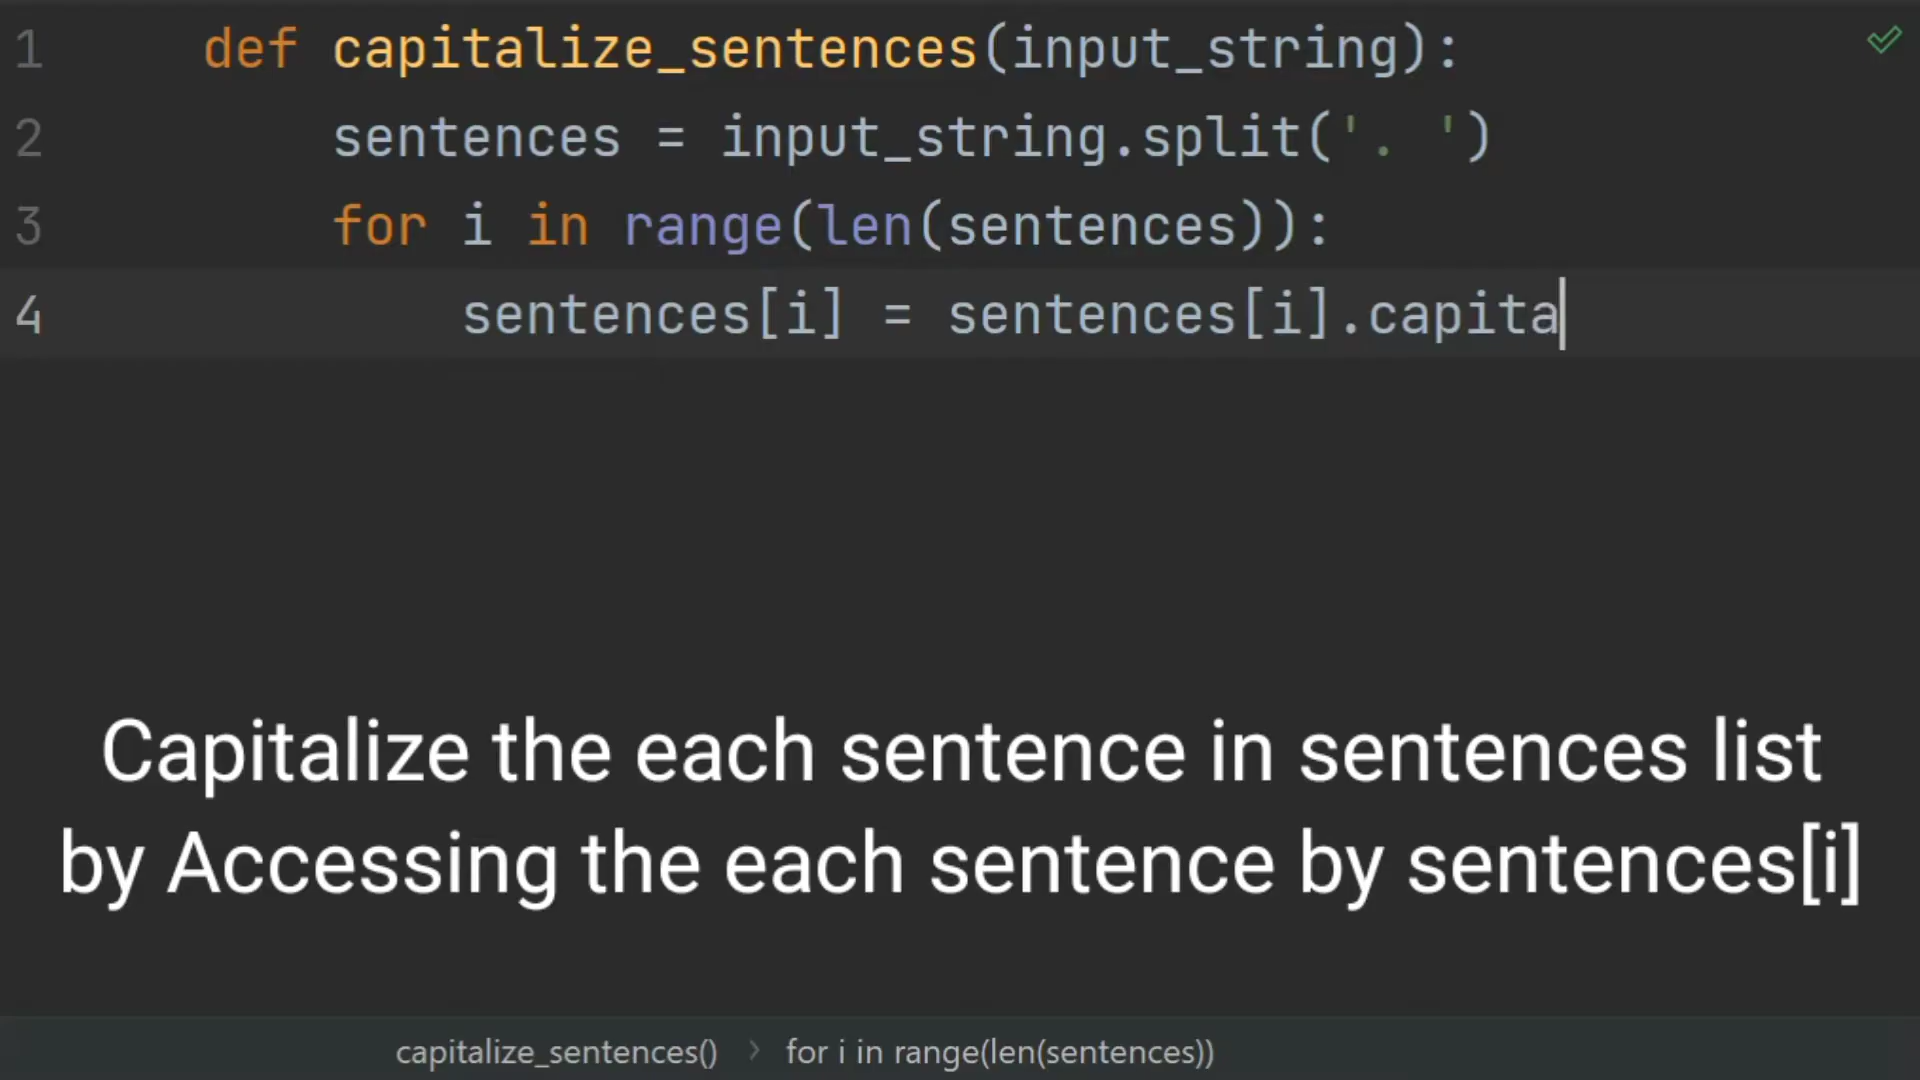 1 def capitalize_sentences(input_string):
2 sentences = input_string.split('. ')
3 for i in range(len(sentences)):
4 sentences[i] = sentences[i].capita
Capitalize the each sentence in sentences list
by Accessing the each sentence by sentences[i]
capitalize_sentences() › for i in range(len(sentences))